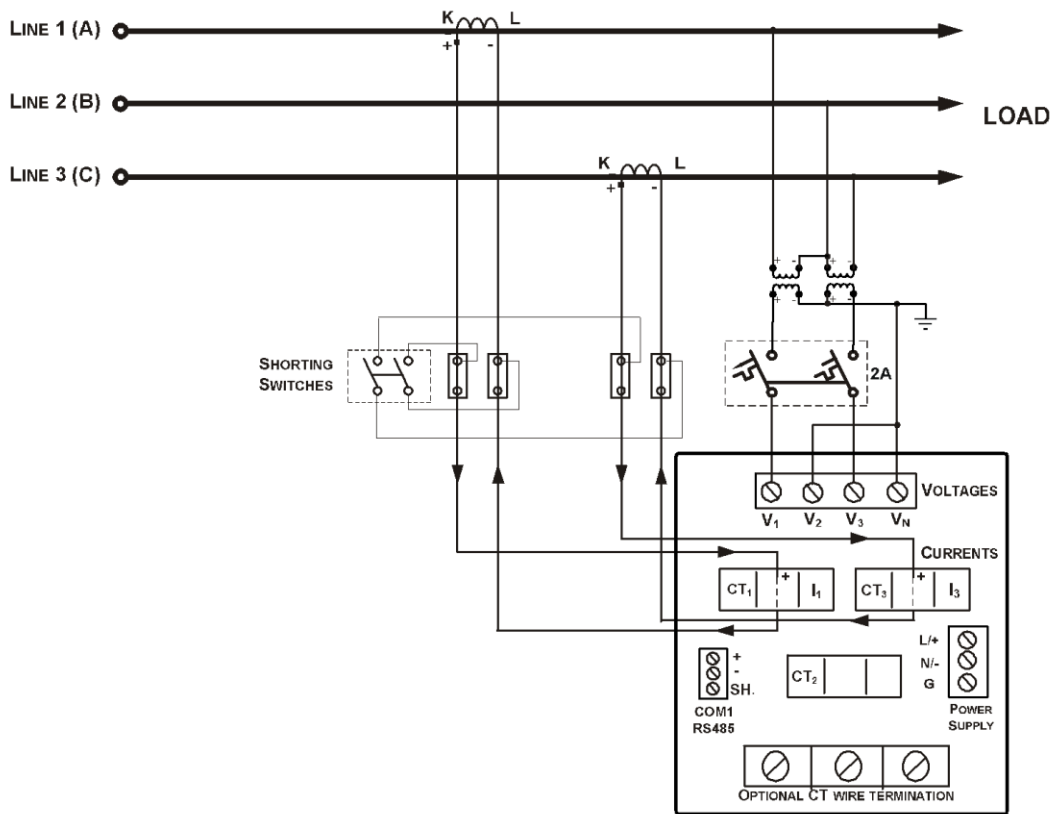 K L
LINE 1 (A)
+ -
LINE 2 (B)
LOAD
K L
LINE 3 (C)
+ -
+ - + -
+ - + -
SHORTING
SWITCHES
2A
VOLTAGES
V1 V2 V3 VN
CURRENTS
CT1 + I1
CT3 + I3
L/+
N/-
G
POWER
SUPPLY
+
-
SH.
COM1
RS485
CT2
OPTIONAL CT WIRE TERMINATION